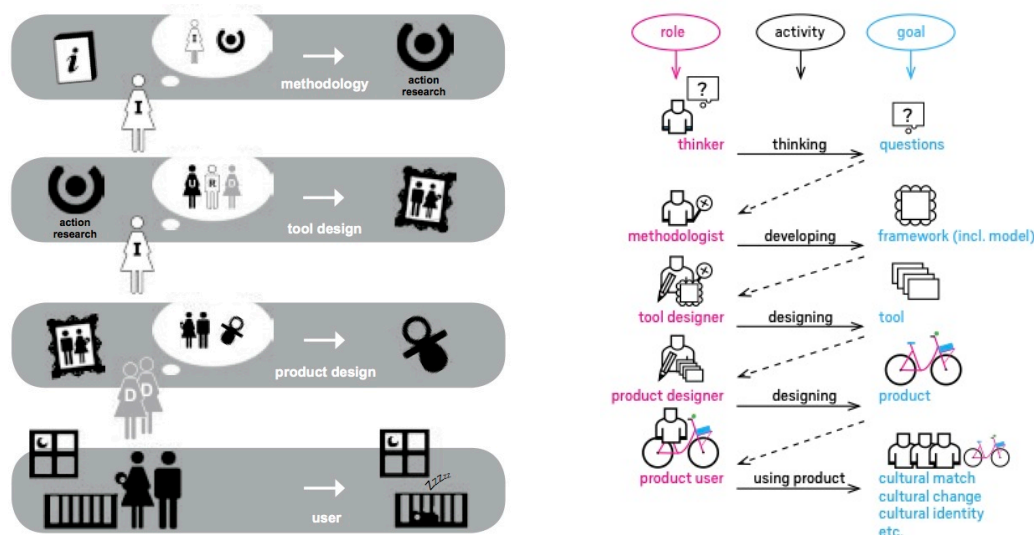 i
I
methodology
action
research
I
action
research
U R D
tool design
I
product design
D D
zzzz
user
role
activity
goal
?
?
thinker
thinking
questions
methodologist
developing
framework (incl. model)
tool designer
designing
tool
product designer
designing
product
product user
using product
cultural match
cultural change
cultural identity
etc.